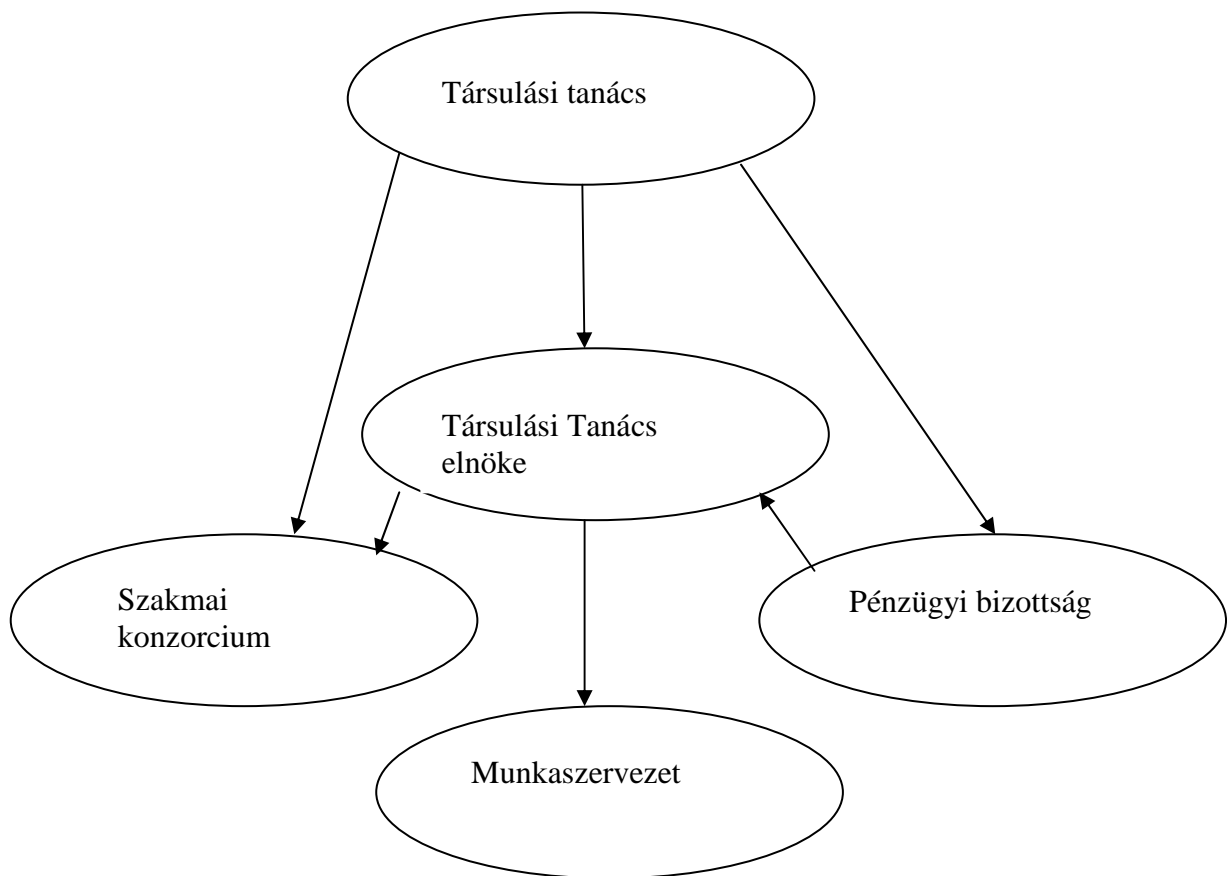 Társulási tanács
Társulási Tanács
elnöke
Szakmai
konzorcium
Pénzügyi bizottság
Munkaszervezet